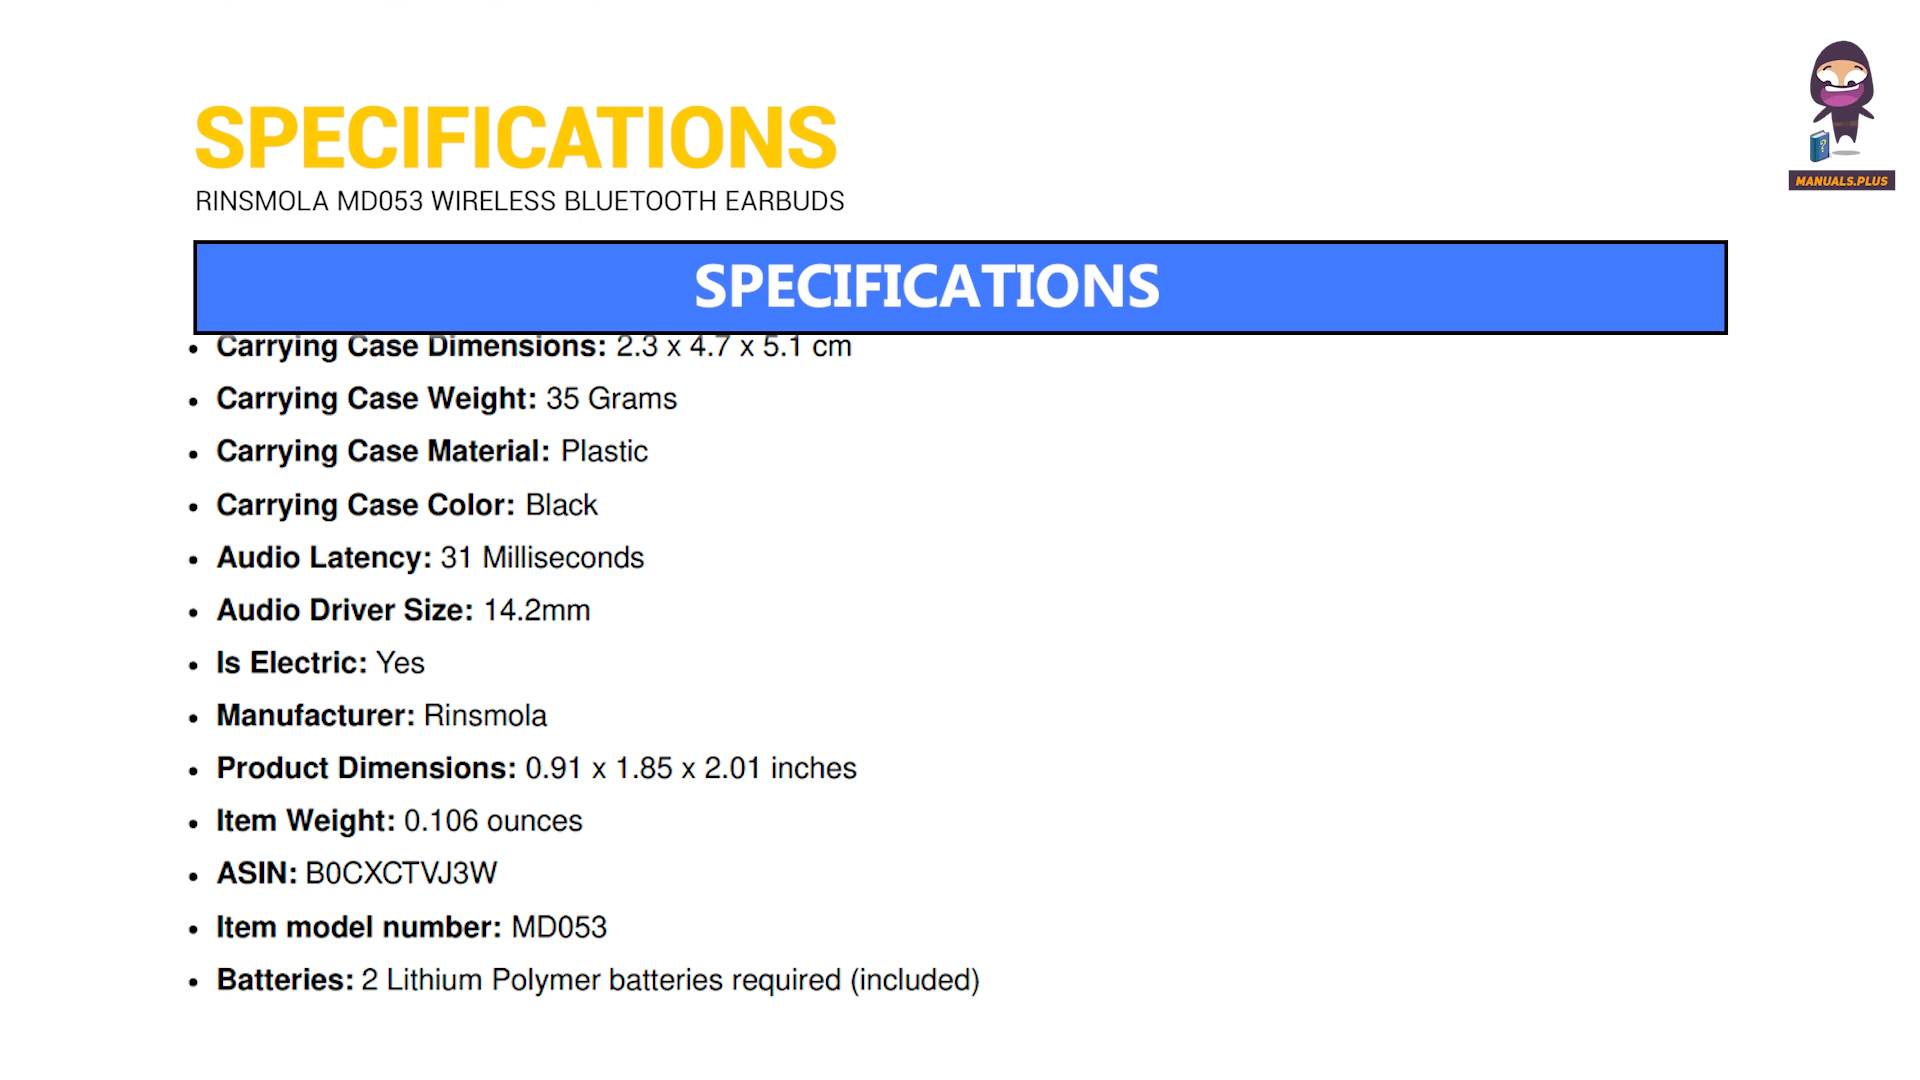 SPECIFICATIONS
RINSMOLA MD053 WIRELESS BLUETOOTH EARBUDS
MANUALS.PLUS
SPECIFICATIONS
• Carrying Case Dimensions: 2.3 x 4.7 x 5.1 cm
• Carrying Case Weight: 35 Grams
• Carrying Case Material: Plastic
• Carrying Case Color: Black
• Audio Latency: 31 Milliseconds
• Audio Driver Size: 14.2mm
• Is Electric: Yes
• Manufacturer: Rinsmola
• Product Dimensions: 0.91 x 1.85 x 2.01 inches
• Item Weight: 0.106 ounces
• ASIN: B0CXCTVJ3W
• Item model number: MD053
• Batteries: 2 Lithium Polymer batteries required (included)